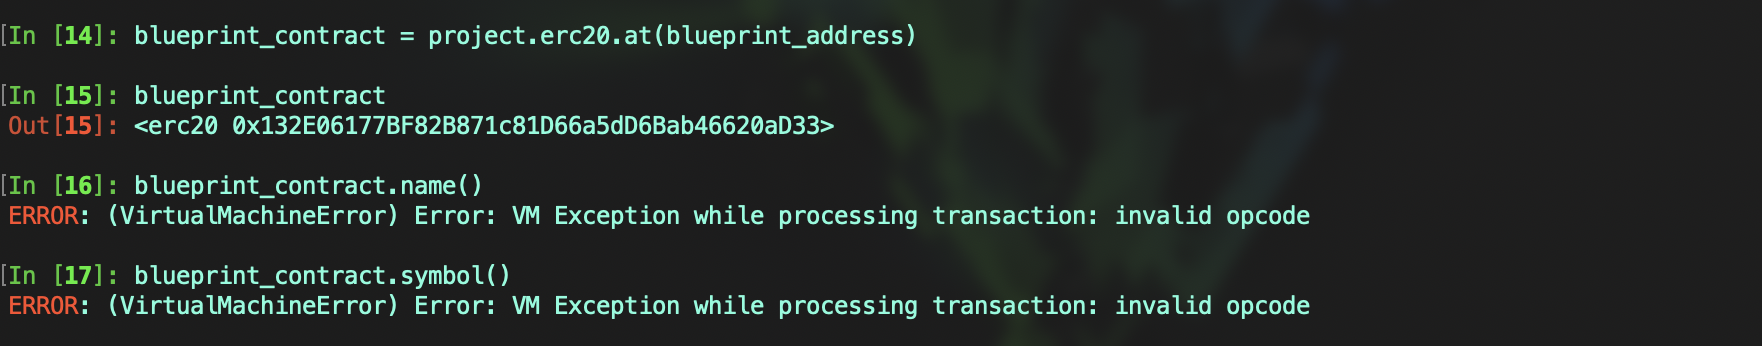 [In [14]: blueprint_contract = project.erc20.at(blueprint_address)
[In [15]: blueprint_contract
Out[15]: <erc20 0x132E06177BF82B871c81D66a5dD6Bab46620aD33>
[In [16]: blueprint_contract.name()
ERROR: (VirtualMachineError) Error: VM Exception while processing transaction: invalid opcode
[In [17]: blueprint_contract.symbol()
ERROR: (VirtualMachineError) Error: VM Exception while processing transaction: invalid opcode